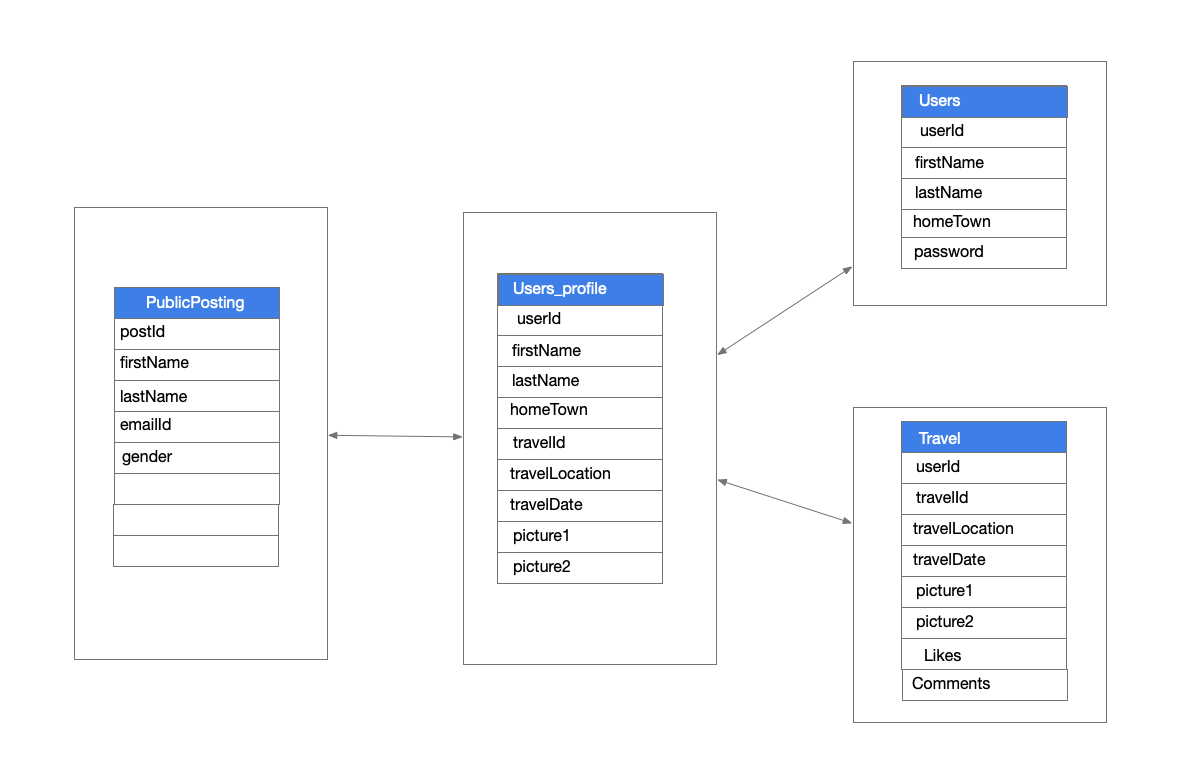 PublicPosting
postId
firstName
lastName
emailId
gender
Users_profile
userId
firstName
lastName
homeTown
travelId
travelLocation
travelDate
picture1
picture2
Users
userId
firstName
lastName
homeTown
password
Travel
userId
travelId
travelLocation
travelDate
picture1
picture2
Likes
Comments